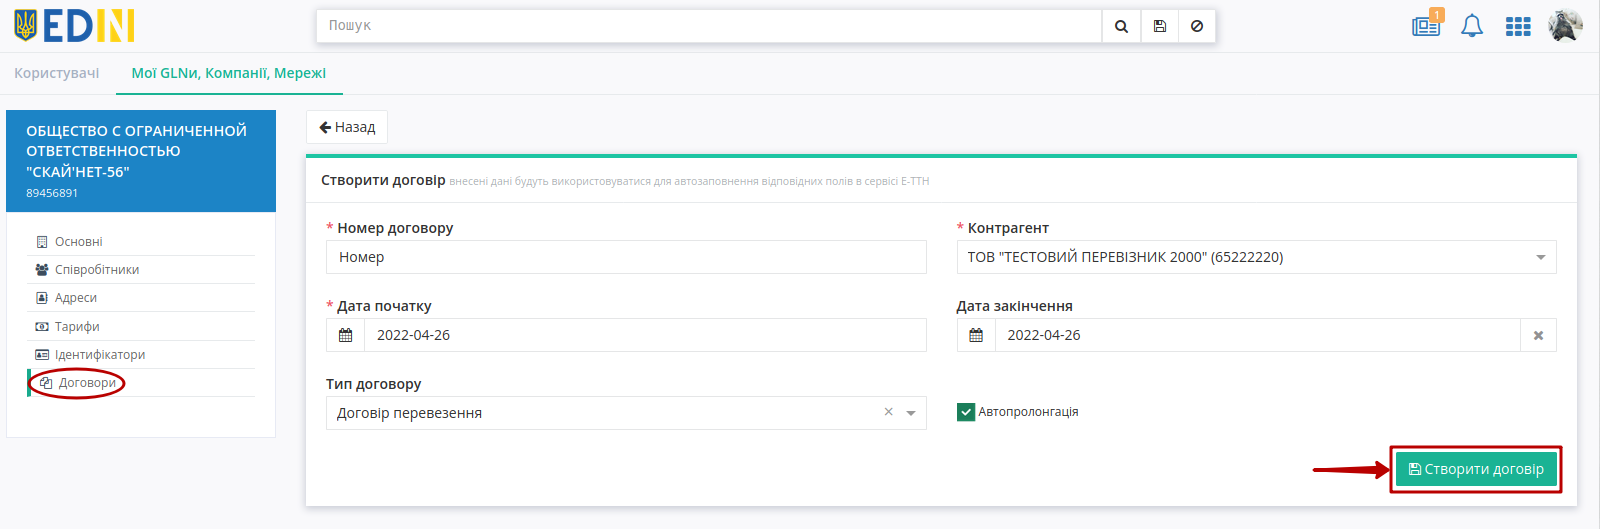 EDIN
Пошук
1
Користувачі
Мої GLNи, Компанії, Мережі
ОБЩЕСТВО С ОГРАНИЧЕННОЙ
ОТВЕТСТВЕННОСТЬЮ
"СКАЙ'НЕТ-56"
89456891
Основні
Співробітники
Адреси
Тарифи
Ідентифікатори
Договори
Назад
Створити договір внесені дані будуть використовуватися для автозаповнення відповідних полів в сервісі Е-ТТН
* Номер договору
Номер
* Контрагент
ТОВ "ТЕСТОВИЙ ПЕРЕВІЗНИК 2000" (65222220)
* Дата початку
2022-04-26
Дата закінчення
2022-04-26
Тип договору
Договір перевезення
Автопролонгація
Створити договір